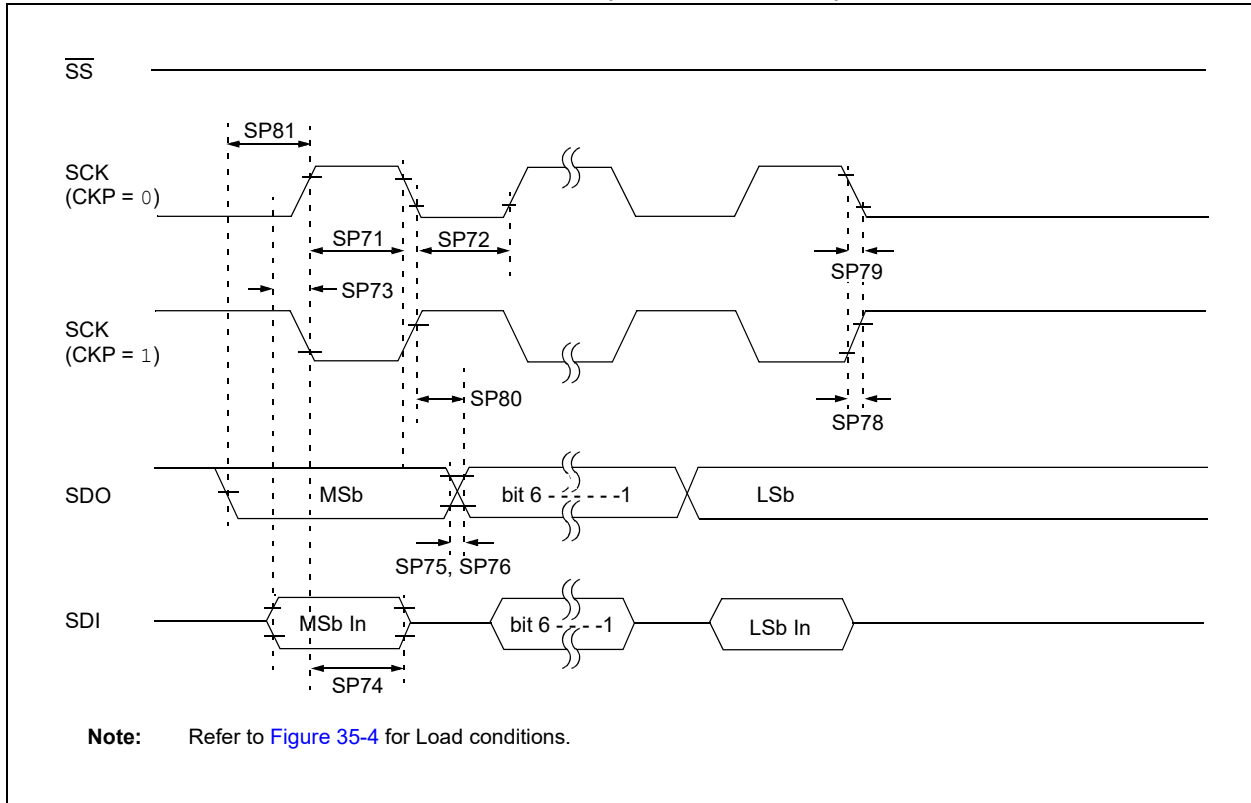 SS
SP81
SCK
(CKP = 0)
SP71
SP72
SP79
SP73
SCK
(CKP = 1)
SP80
SP78
SDO
MSb
bit 6 - - - - - -1
LSb
SP75, SP76
SDI
MSb In
bit 6 - - - -1
LSb In
SP74
Note: Refer to Figure 35-4 for Load conditions.